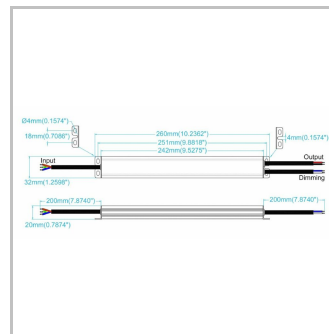 Ø4mm(0.1574")
18mm(0.7086")
260mm(10.2362")
251mm(9.8818")
242mm(9.5275")
4mm(0.1574")
Input
Output
Dimming
32mm(1.2598")
200mm(7.8740")
200mm(7.8740")
20mm(0.7874")